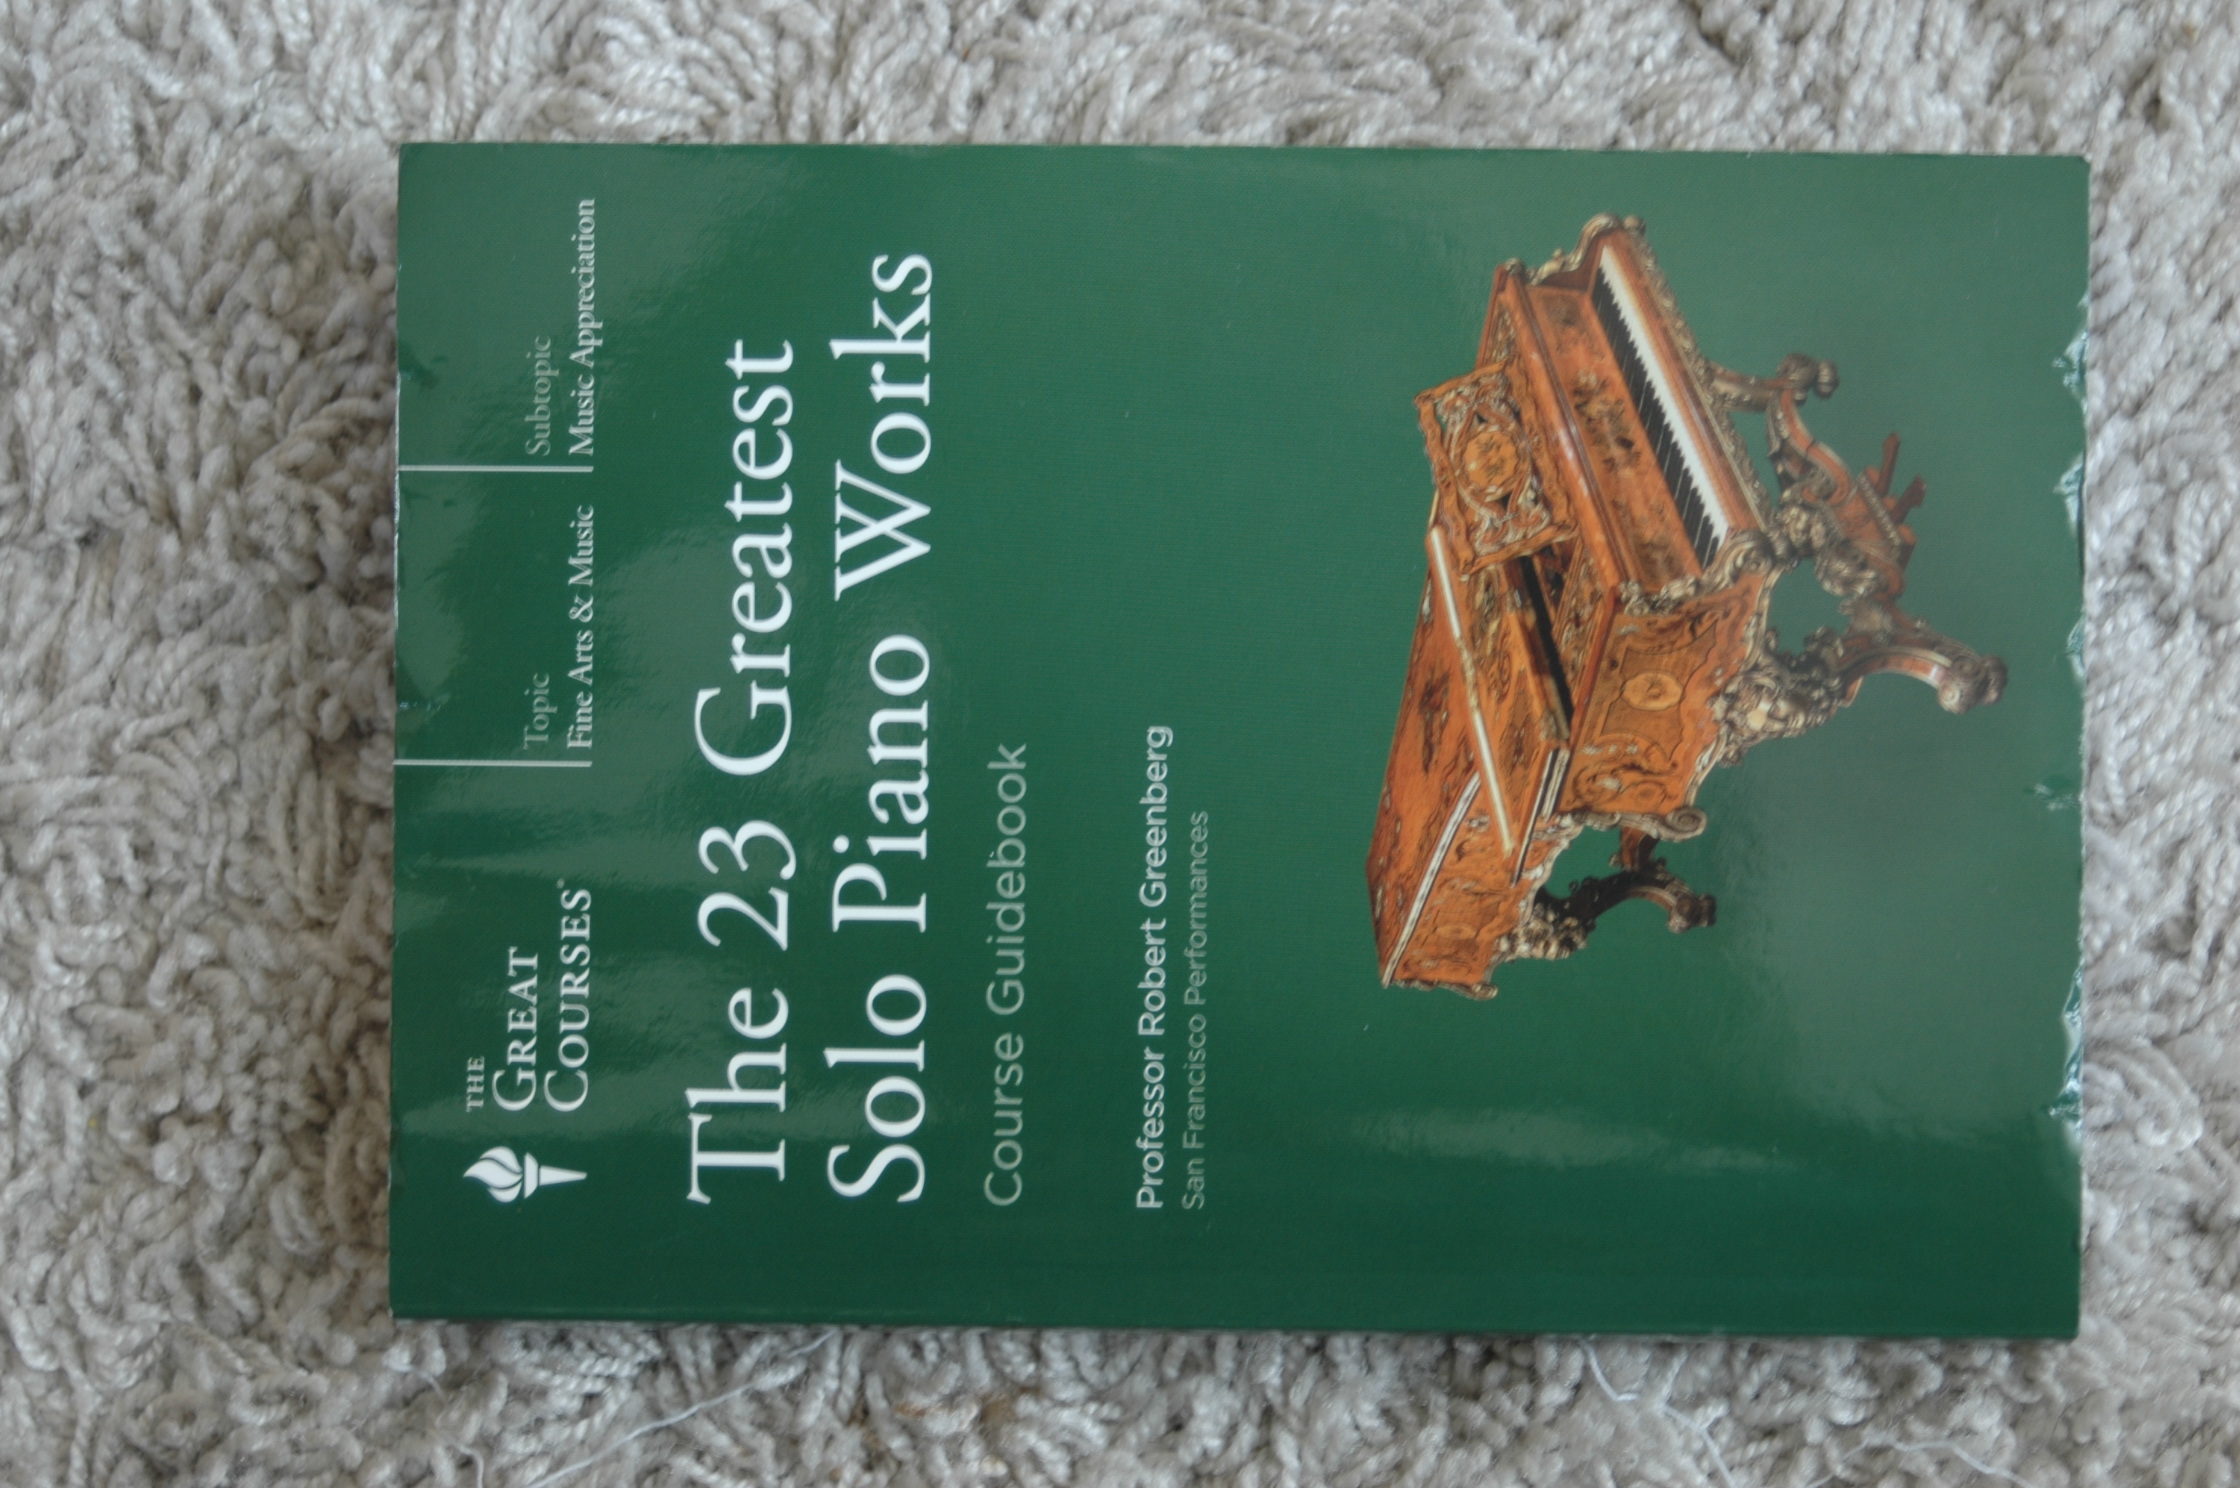 THE
GREAT
COURSES®
Topic
Fine Arts & Music
Subtopic
Music Appreciation
The 23 Greatest
Solo Piano Works
Course Guidebook
Professor Robert Greenberg
San Francisco Performances